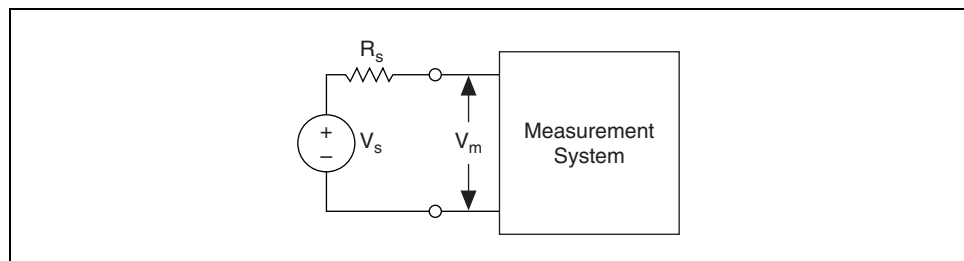 Rs
+
–
Vs
Vm
Measurement
System